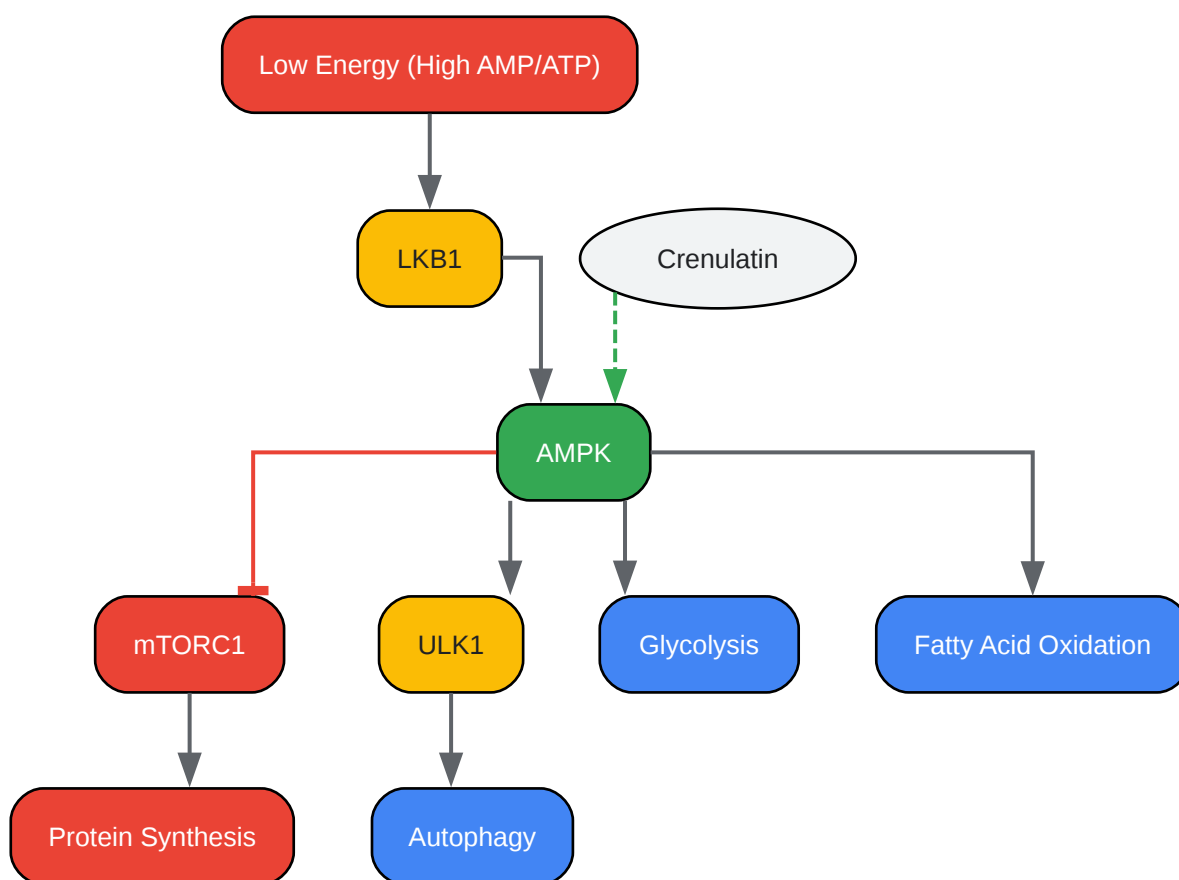 Low Energy (High AMP/ATP)
LKB1
Crenulatin
AMPK
mTORC1
ULK1
Glycolysis
Fatty Acid Oxidation
Protein Synthesis
Autophagy